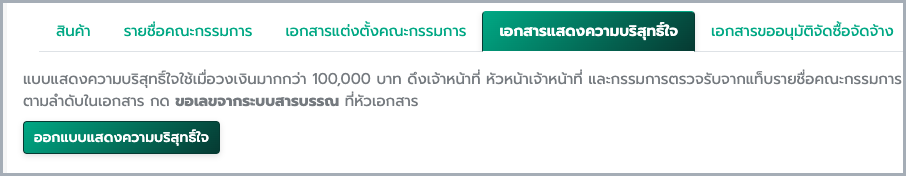 สินค้า รายชื่อคณะกรรมการ เอกสารแต่งตั้งคณะกรรมการ เอกสารแสดงความบริสุทธิ์ใจ เอกสารขออนุมัติจัดซื้อจัดจ้าง
แบบแสดงความบริสุทธิ์ใจใช้เมื่อวงเงินมากกว่า 100,000 บาท ดึงเจ้าหน้าที่ หัวหน้าเจ้าหน้าที่ และกรรมการตรวจรับจากแท็บรายชื่อคณะกรรมการ
ตามลำดับในเอกสาร กด ขอเลขจากระบบสารบรรณ ที่หัวเอกสาร
ออกแบบแสดงความบริสุทธิ์ใจ